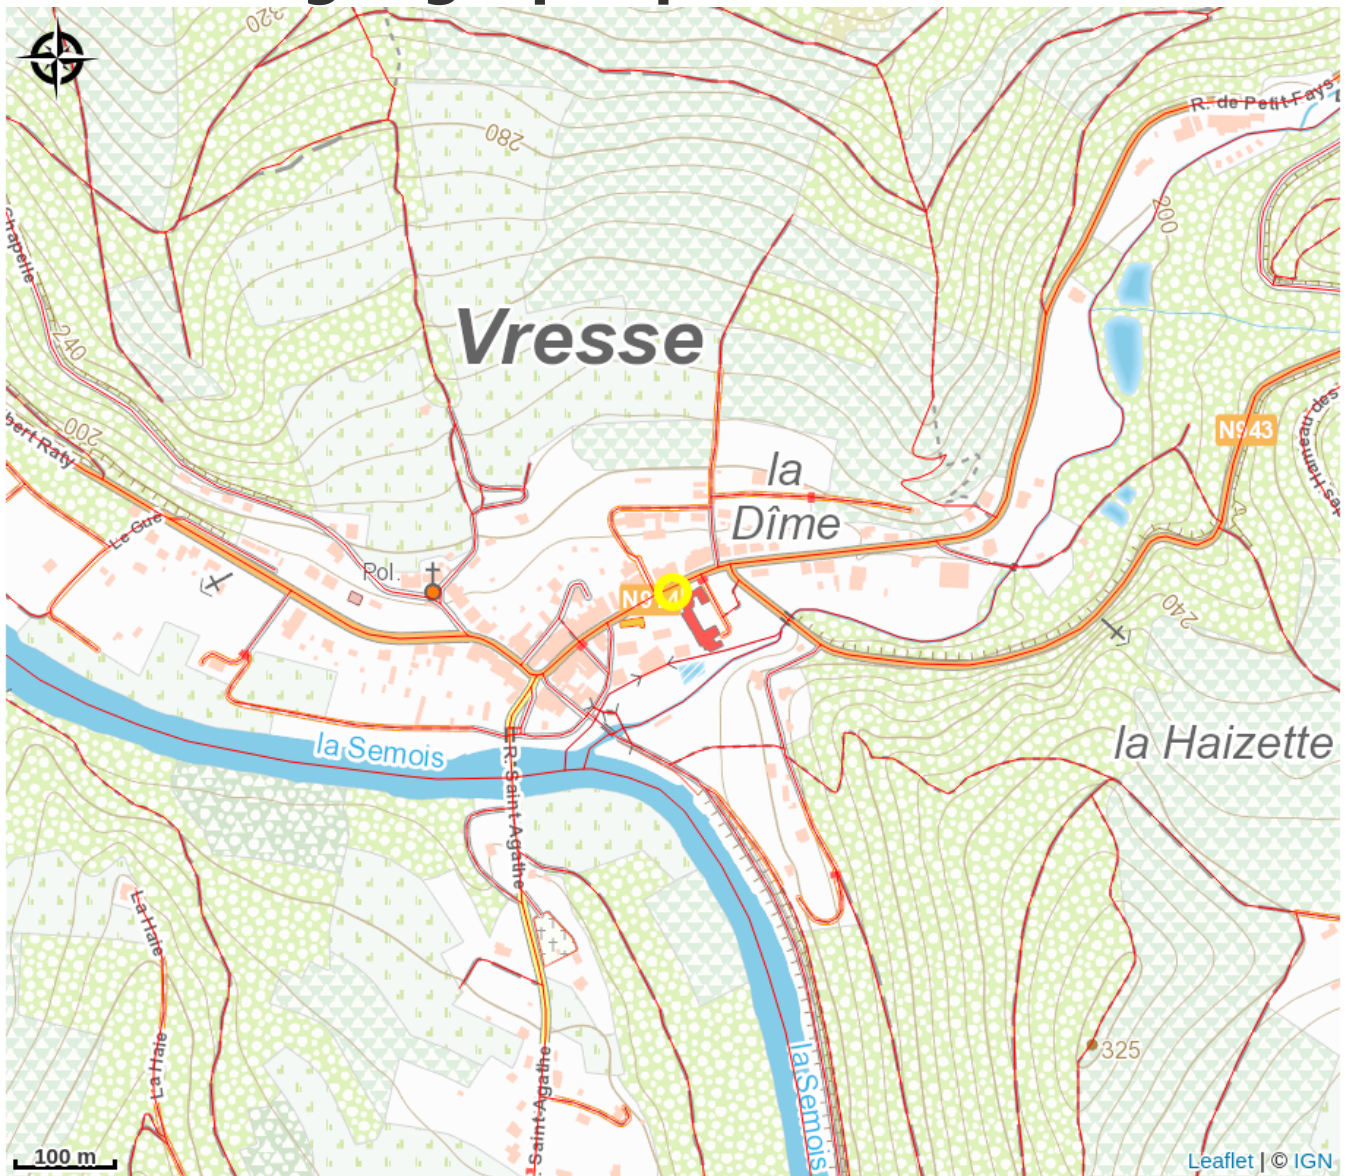 320
280
R. de Petit-Fays
200
Chapelle
240
Vresse
N943
200
bert Raty
la
Dîme
Le Gue
Pol.
240
la Haizette
la Semois
R. Saint Agathe
La Haie
La Haie
325
la Semois
Saint Agathe
100 m
Leaflet | © IGN